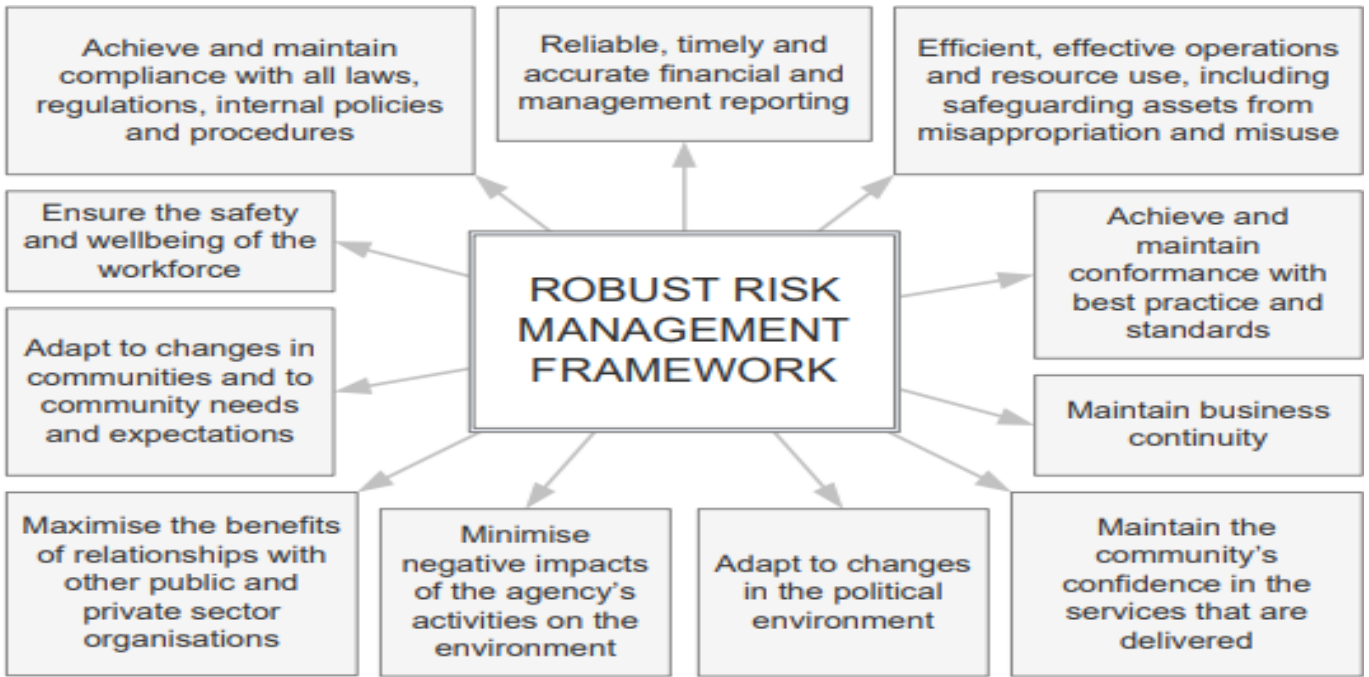 Achieve and maintain
compliance with all laws,
regulations, internal policies
and procedures
Reliable, timely and
accurate financial and
management reporting
Efficient, effective operations
and resource use, including
safeguarding assets from
misappropriation and misuse
Ensure the safety
and wellbeing of the
workforce
ROBUST RISK
MANAGEMENT
FRAMEWORK
Achieve and
maintain
conformance with
best practice and
standards
Adapt to changes in
communities and to
community needs
and expectations
Maintain business
continuity
Maximise the benefits
of relationships with
other public and
private sector
organisations
Minimise
negative impacts
of the agency’s
activities on the
environment
Adapt to changes
in the political
environment
Maintain the
community’s
confidence in the
services that are
delivered